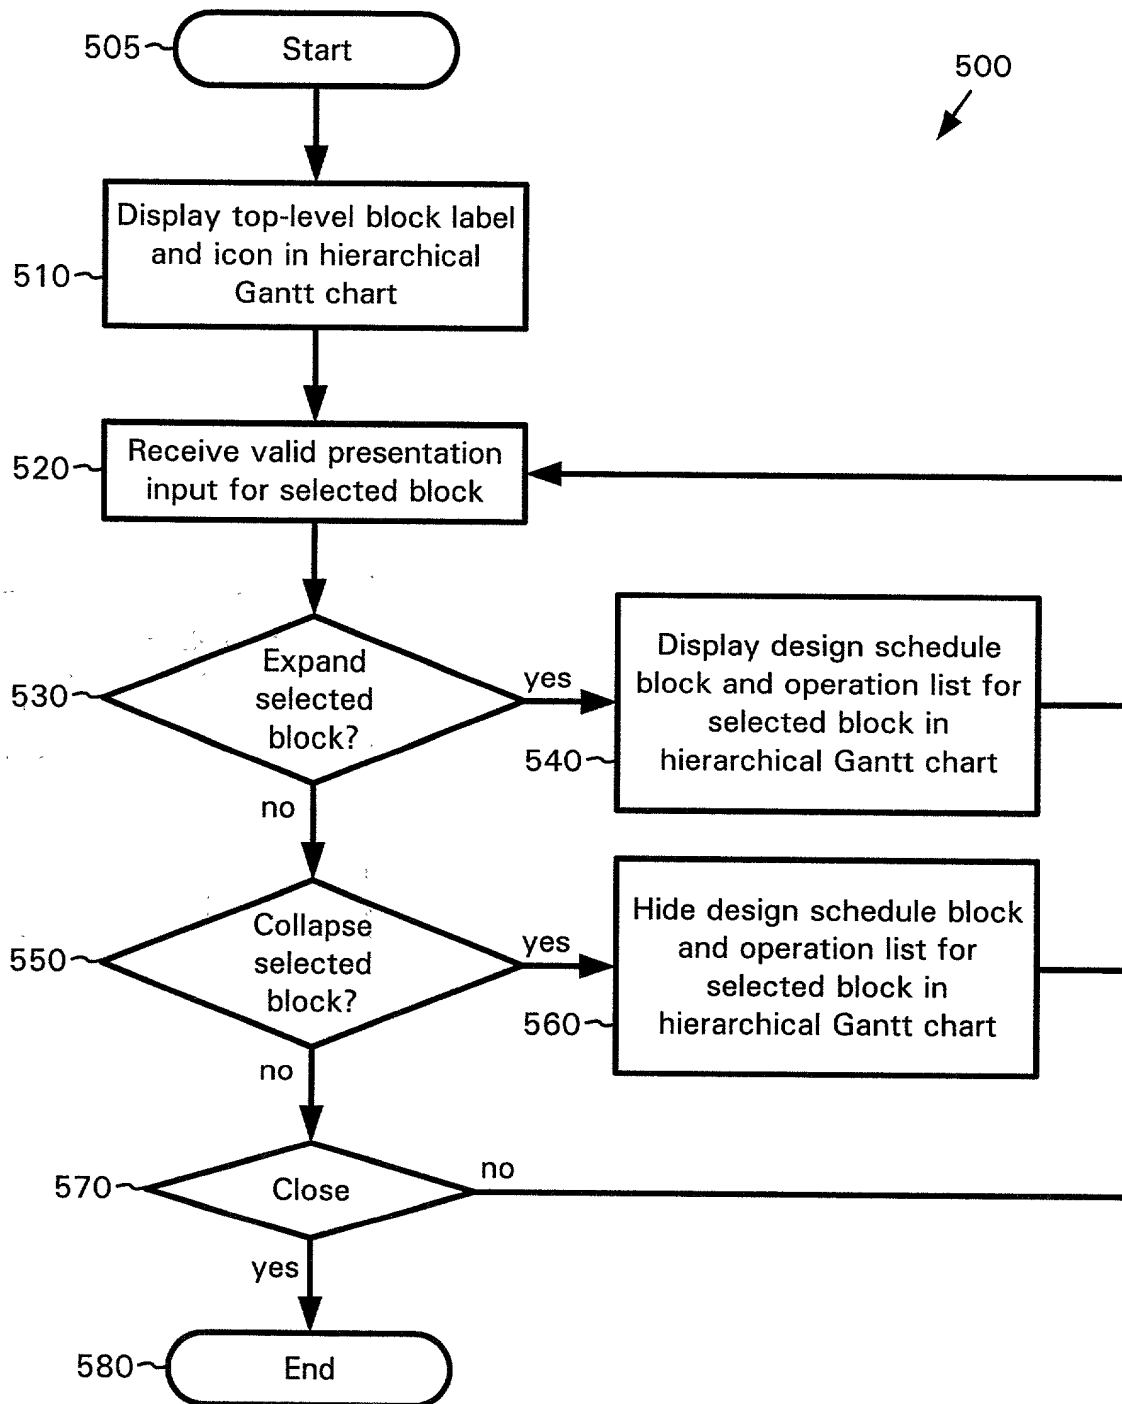 505
Start
500
Display top-level block label
and icon in hierarchical
Gantt chart
510
Receive valid presentation
input for selected block
520
Expand
selected
block?
530
yes
Display design schedule
block and operation list for
selected block in
hierarchical Gantt chart
540
no
Collapse
selected
block?
550
yes
Hide design schedule block
and operation list for
selected block in
hierarchical Gantt chart
560
no
570
Close
no
yes
580
End